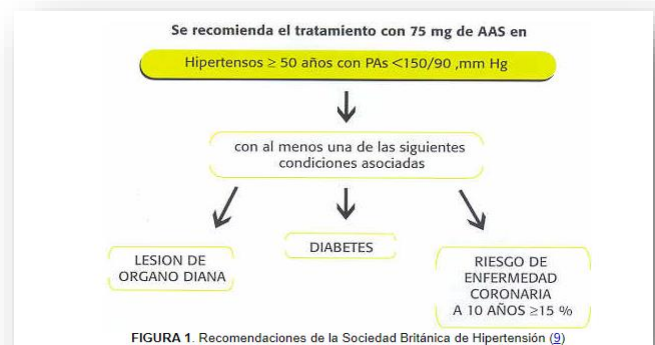 Se recomienda el tratamiento con 75 mg de AAS en
Hipertensos ≥ 50 años con PAs <150/90 ,mm Hg
con al menos una de las siguientes
condiciones asociadas
LESION DE
ORGANO DIANA
DIABETES
RIESGO DE
ENFERMEDAD
CORONARIA
A 10 AÑOS ≥15 %
FIGURA 1. Recomendaciones de la Sociedad Británica de Hipertensión (9)